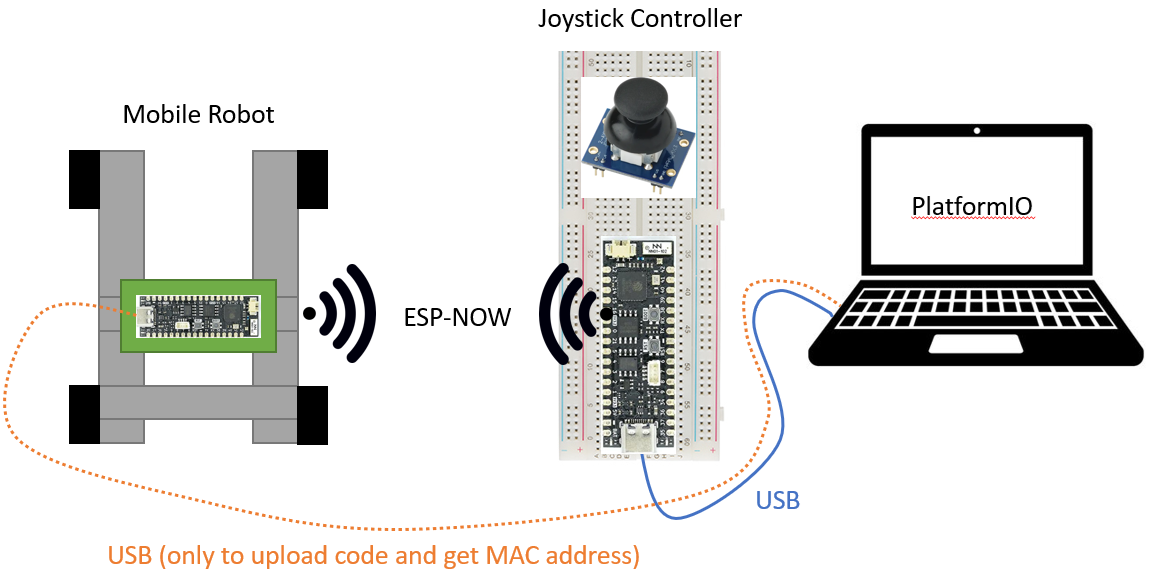 Joystick Controller
Mobile Robot
PlatformIO
ESP-NOW
USB
USB (only to upload code and get MAC address)